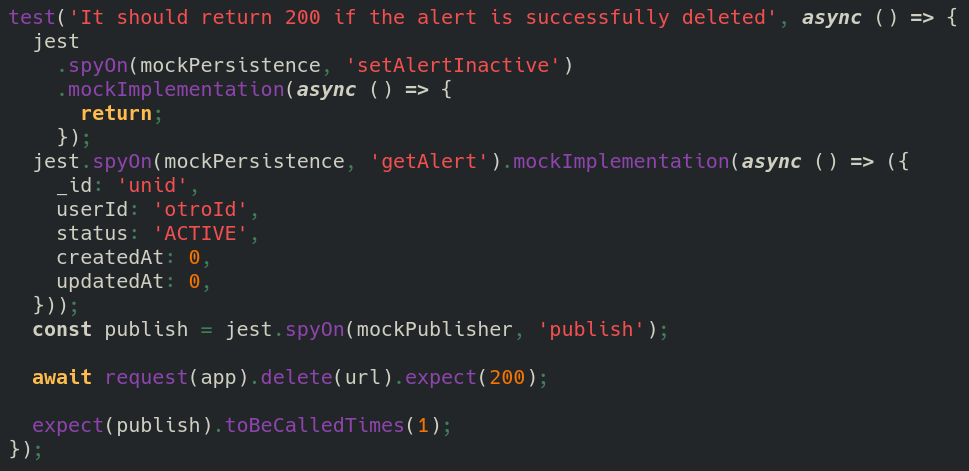 test('It should return 200 if the alert is successfully deleted', async () => {
  jest
    .spyOn(mockPersistence, 'setAlertInactive')
    .mockImplementation(async () => {
      return;
    });
  jest.spyOn(mockPersistence, 'getAlert').mockImplementation(async () => ({
    _id: 'unid',
    userId: 'otroId',
    status: 'ACTIVE',
    createdAt: 0,
    updatedAt: 0,
  }));
  const publish = jest.spyOn(mockPublisher, 'publish');
  await request(app).delete(url).expect(200);
  expect(publish).toBeCalledTimes(1);
});